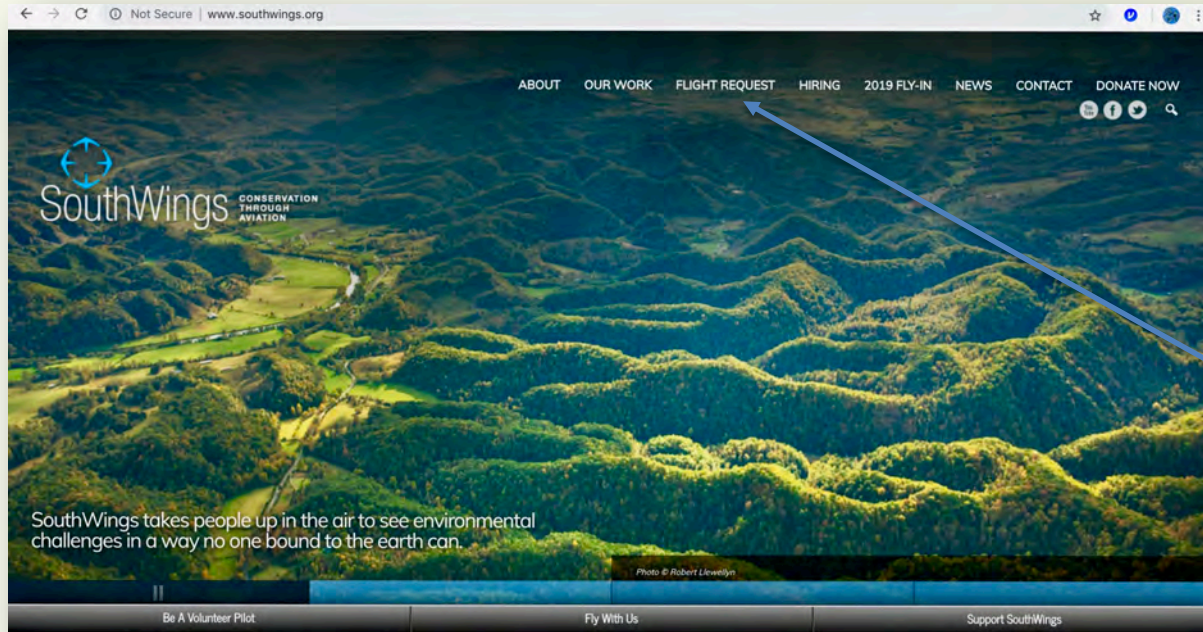 Not Secure | www.southwings.org
ABOUT OUR WORK FLIGHT REQUEST HIRING 2019 FLY-IN NEWS CONTACT DONATE NOW
SouthWings CONSERVATION
THROUGH
AVIATION
SouthWings takes people up in the air to see environmental
challenges in a way no one bound to the earth can.
Photo © Robert Llewellyn
Be A Volunteer Pilot Fly With Us Support SouthWings